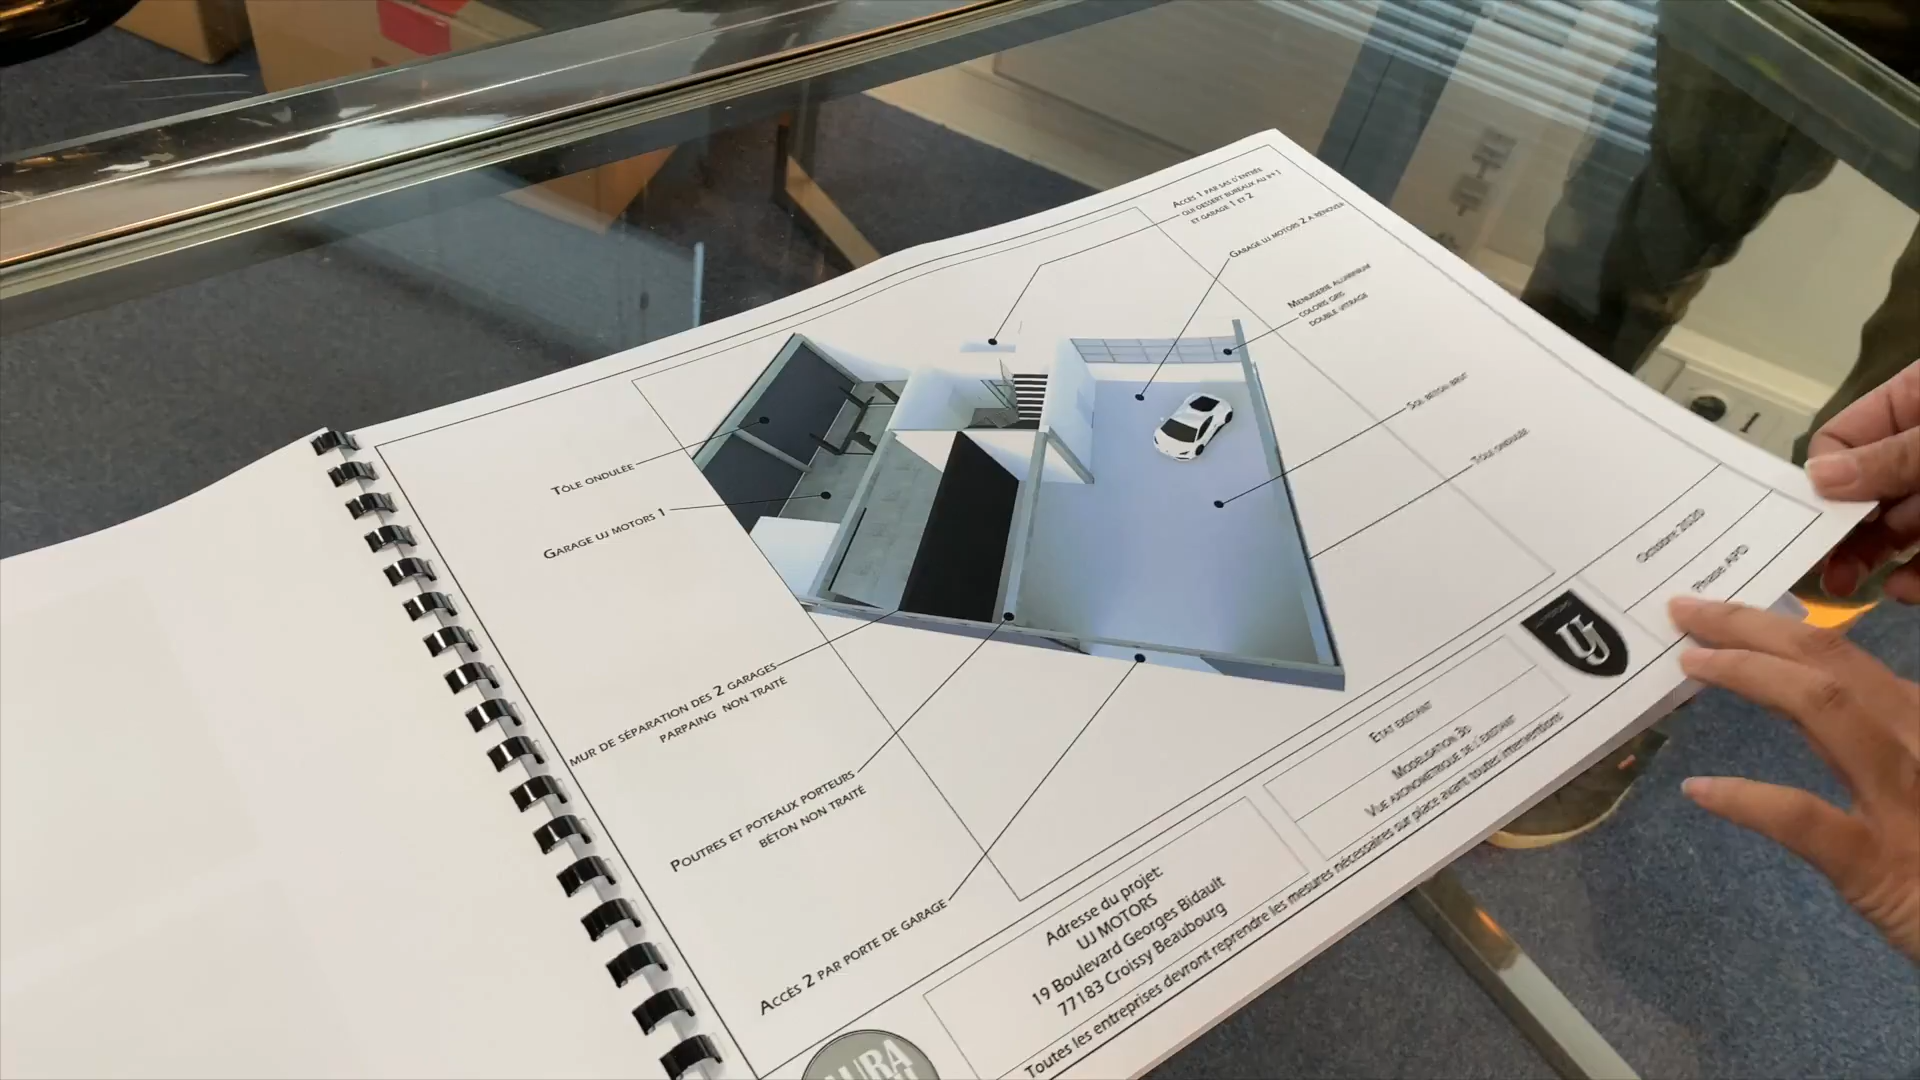 Accès 1 par sas d'entrée
qui dessert bureaux au R+1
et garage 1 et 2
Garage UJ Motors 2 a renover
Menuiserie aluminium
coloris gris
double vitrage
Sol béton brut
Tôle ondulée
Tôle ondulée
Garage UJ Motors 1
mur de séparation des 2 garages
parpaing non traité
Poutres et poteaux porteurs
béton non traité
Accès 2 par porte de garage
Octobre 2020
Phase APD
UJ
Etat existant
Modelisation 3D
Vue axonometrique de l'existant
Adresse du projet:
UJ MOTORS
19 Boulevard Georges Bidault
77183 Croissy Beaubourg
Toutes les entreprises devront reprendre les mesures nécessaires sur place avant toutes interventions